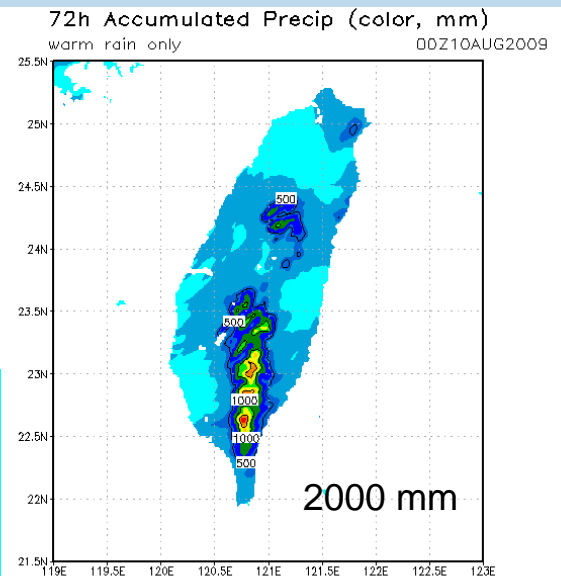 72h Accumulated Precip (color, mm)
warm rain only 00Z10AUG2009
25.5N
25N
24.5N
500
24N
23.5N
500
23N
1000
22.5N
1000
500
22N
2000 mm
21.5N
119E 119.5E 120E 120.5E 121E 121.5E 122E 122.5E 123E